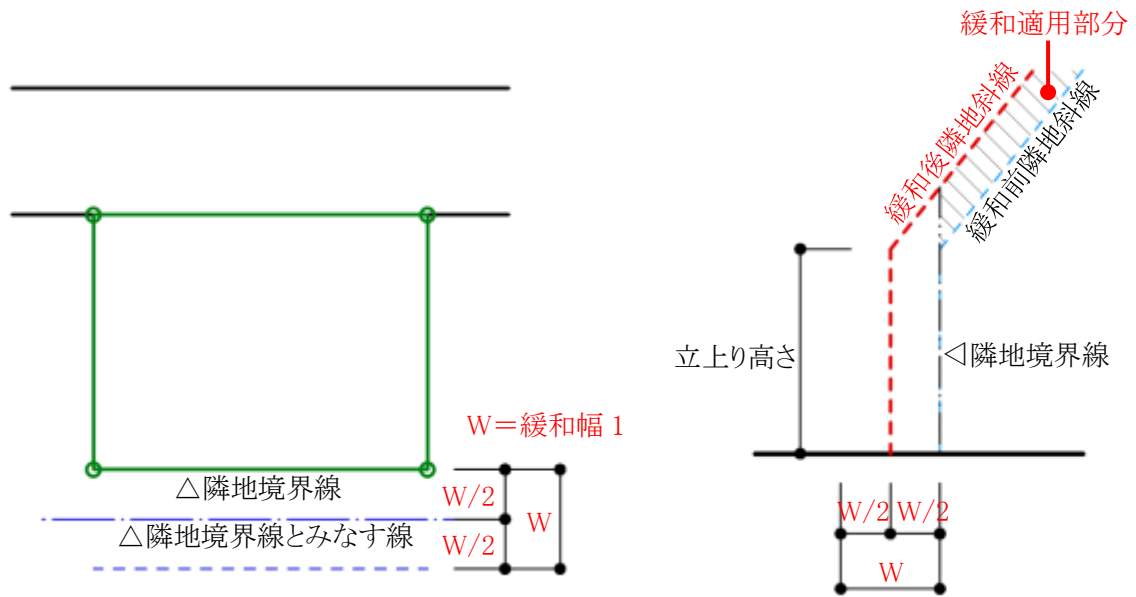 緩和適用部分
緩和後隣地斜線
緩和前隣地斜線
立上り高さ
◁隣地境界線
W＝緩和幅 1
△隣地境界線
W/2
W
△隣地境界線とみなす線
W/2
W/2 W/2
W